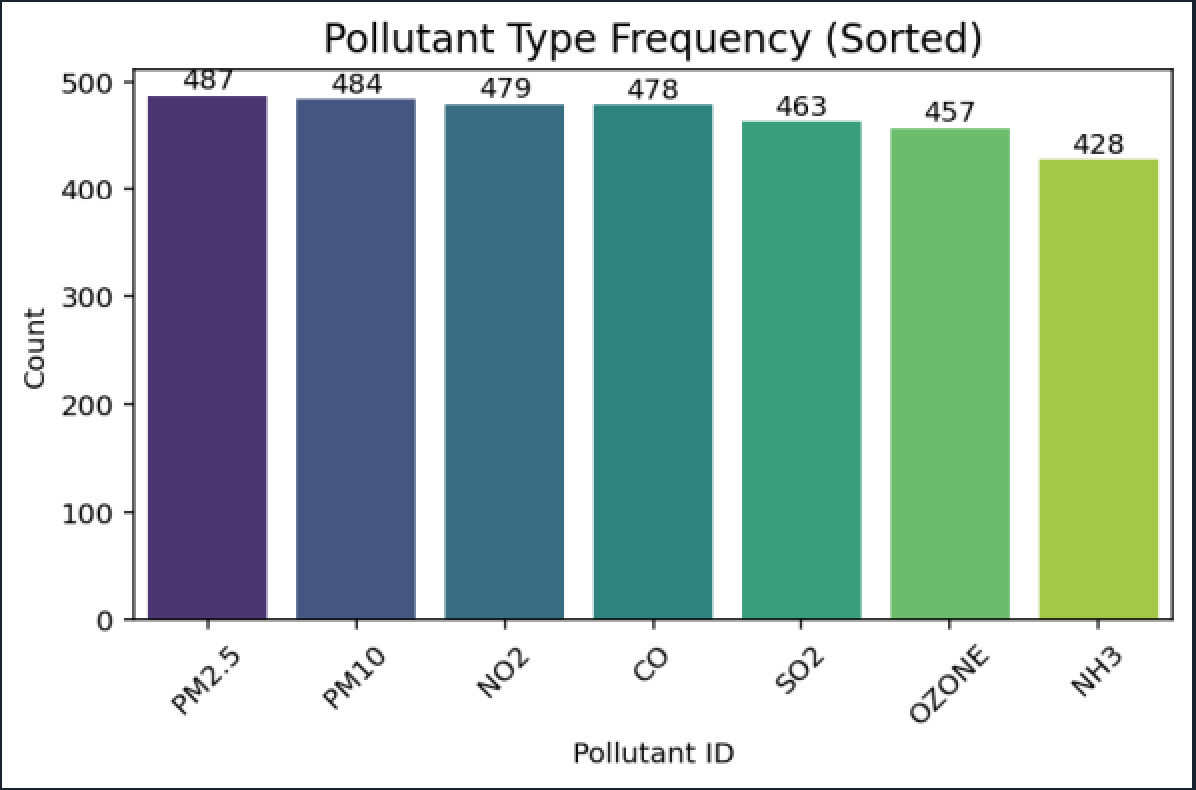 Pollutant Type Frequency (Sorted)
500
400
300
200
100
0
Count
487
484
479
478
463
457
428
PM2.5
PM10
NO2
CO
SO2
OZONE
NH3
Pollutant ID